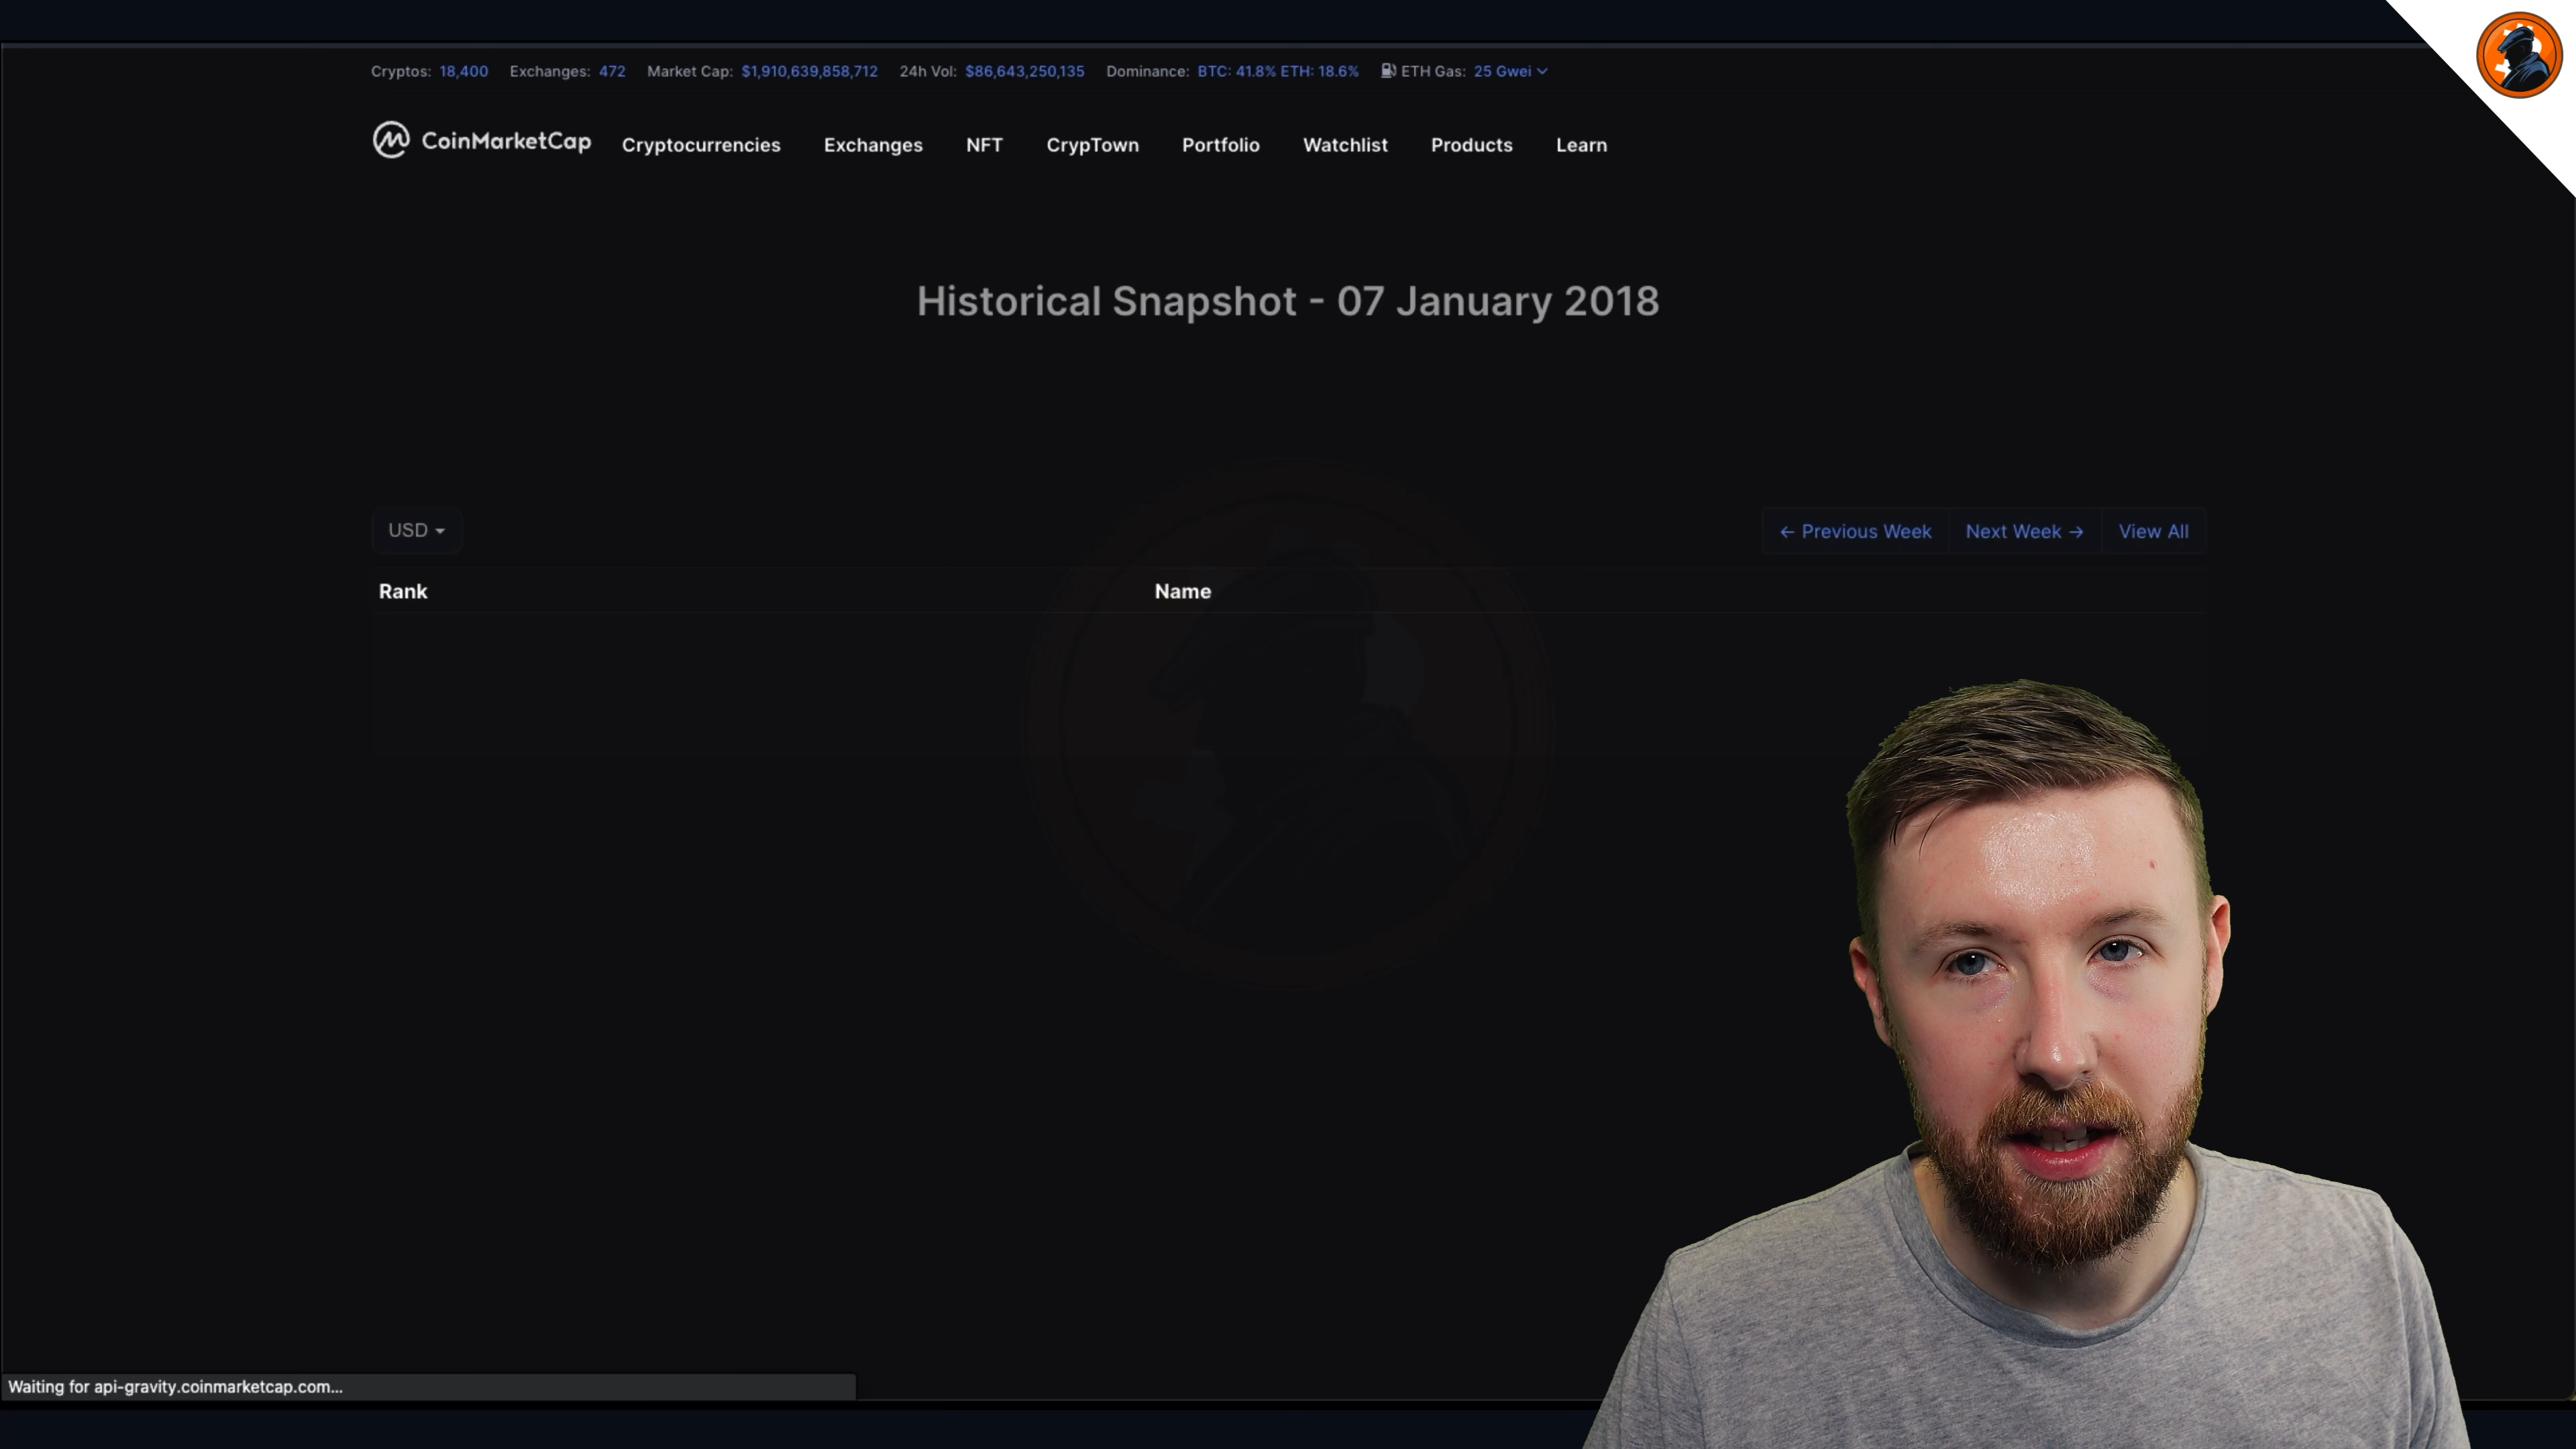 Cryptos: 18,400 Exchanges: 472 Market Cap: $1,910,639,858,712 24h Vol: $86,643,250,135 Dominance: BTC: 41.8% ETH: 18.6% ETH Gas: 25 Gwei
CoinMarketCap Cryptocurrencies Exchanges NFT CrypTown Portfolio Watchlist Products Learn
Historical Snapshot - 07 January 2018
USD ← Previous Week Next Week → View All
Rank Name
Waiting for api-gravity.coinmarketcap.com...